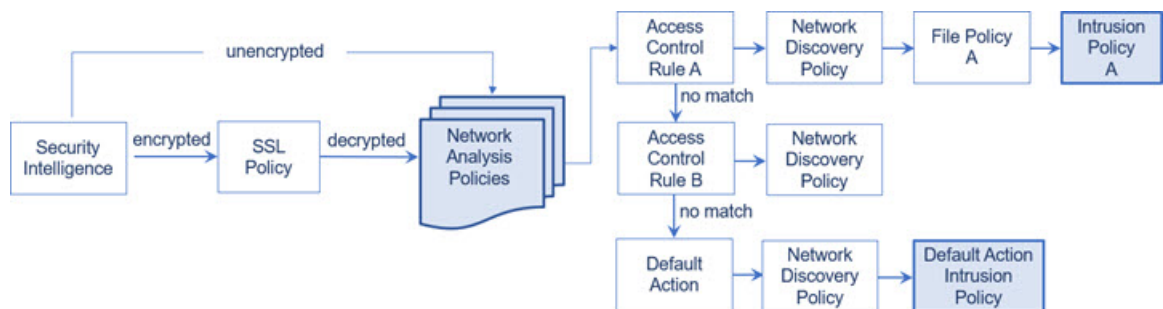 unencrypted
Security
Intelligence
encrypted
SSL
Policy
decrypted
Network
Analysis
Policies
Access
Control
Rule A
Network
Discovery
Policy
File Policy
A
Intrusion
Policy
A
no match
Access
Control
Rule B
Network
Discovery
Policy
no match
Default
Action
Network
Discovery
Policy
Default Action
Intrusion
Policy